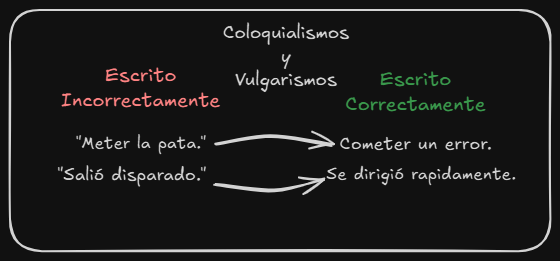 Coloquialismos
y
Vulgarismos
Escrito
Incorrectamente
Escrito
Correctamente
"Meter la pata."
Cometer un error.
"Salió disparado."
Se dirigió rapidamente.